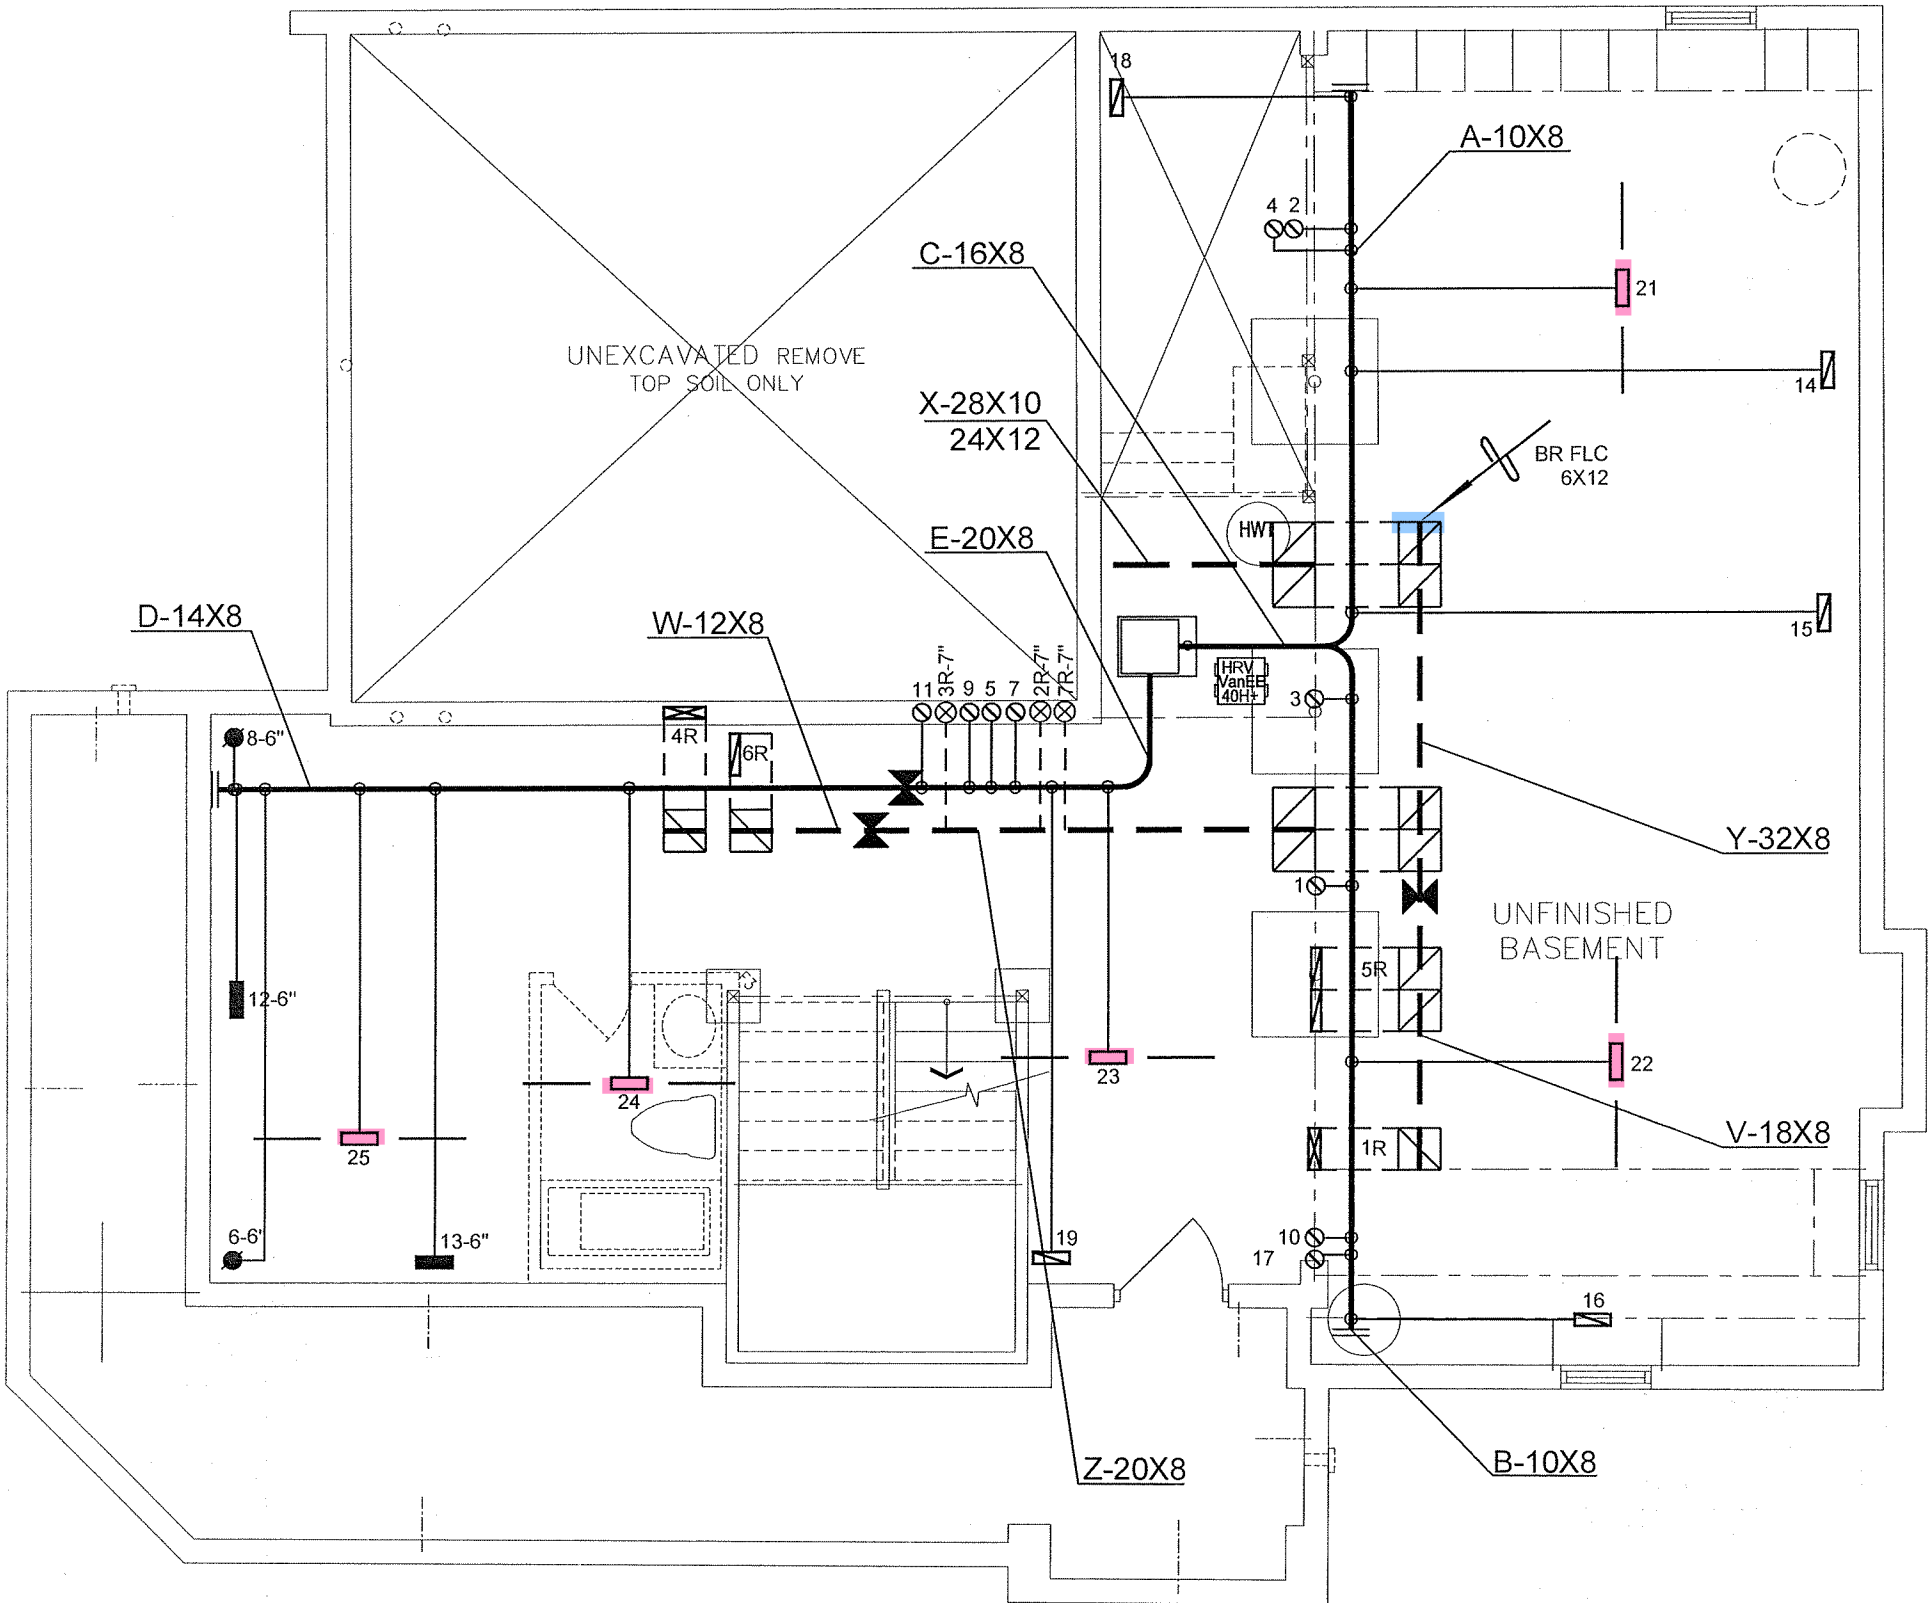 18
A-10X8
4 2
C-16X8
21
UNEXCAVATED REMOVE
TOP SOIL ONLY
14
X-28X10
24X12
BR FLC
6X12
HWT
E-20X8
D-14X8
W-12X8
15
HRV
VanEE
40H+
11 3R-7" 9 5 7 2R-7" 7R-7"
3
8-6"
4R
6R
Y-32X8
1
UNFINISHED
BASEMENT
5R
12-6"
22
23
24
25
V-18X8
1R
6-6"
13-6"
19
10
17
16
Z-20X8
B-10X8